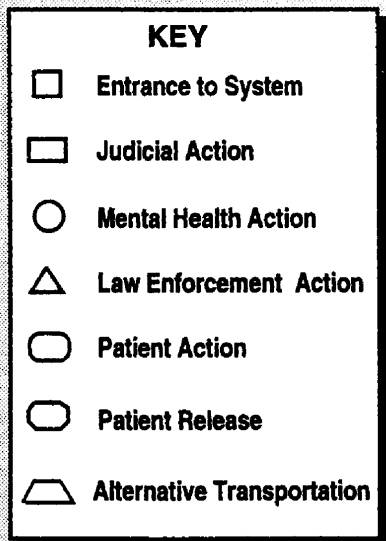 KEY
Entrance to System
Judicial Action
Mental Health Action
Law Enforcement Action
Patient Action
Patient Release
Alternative Transportation